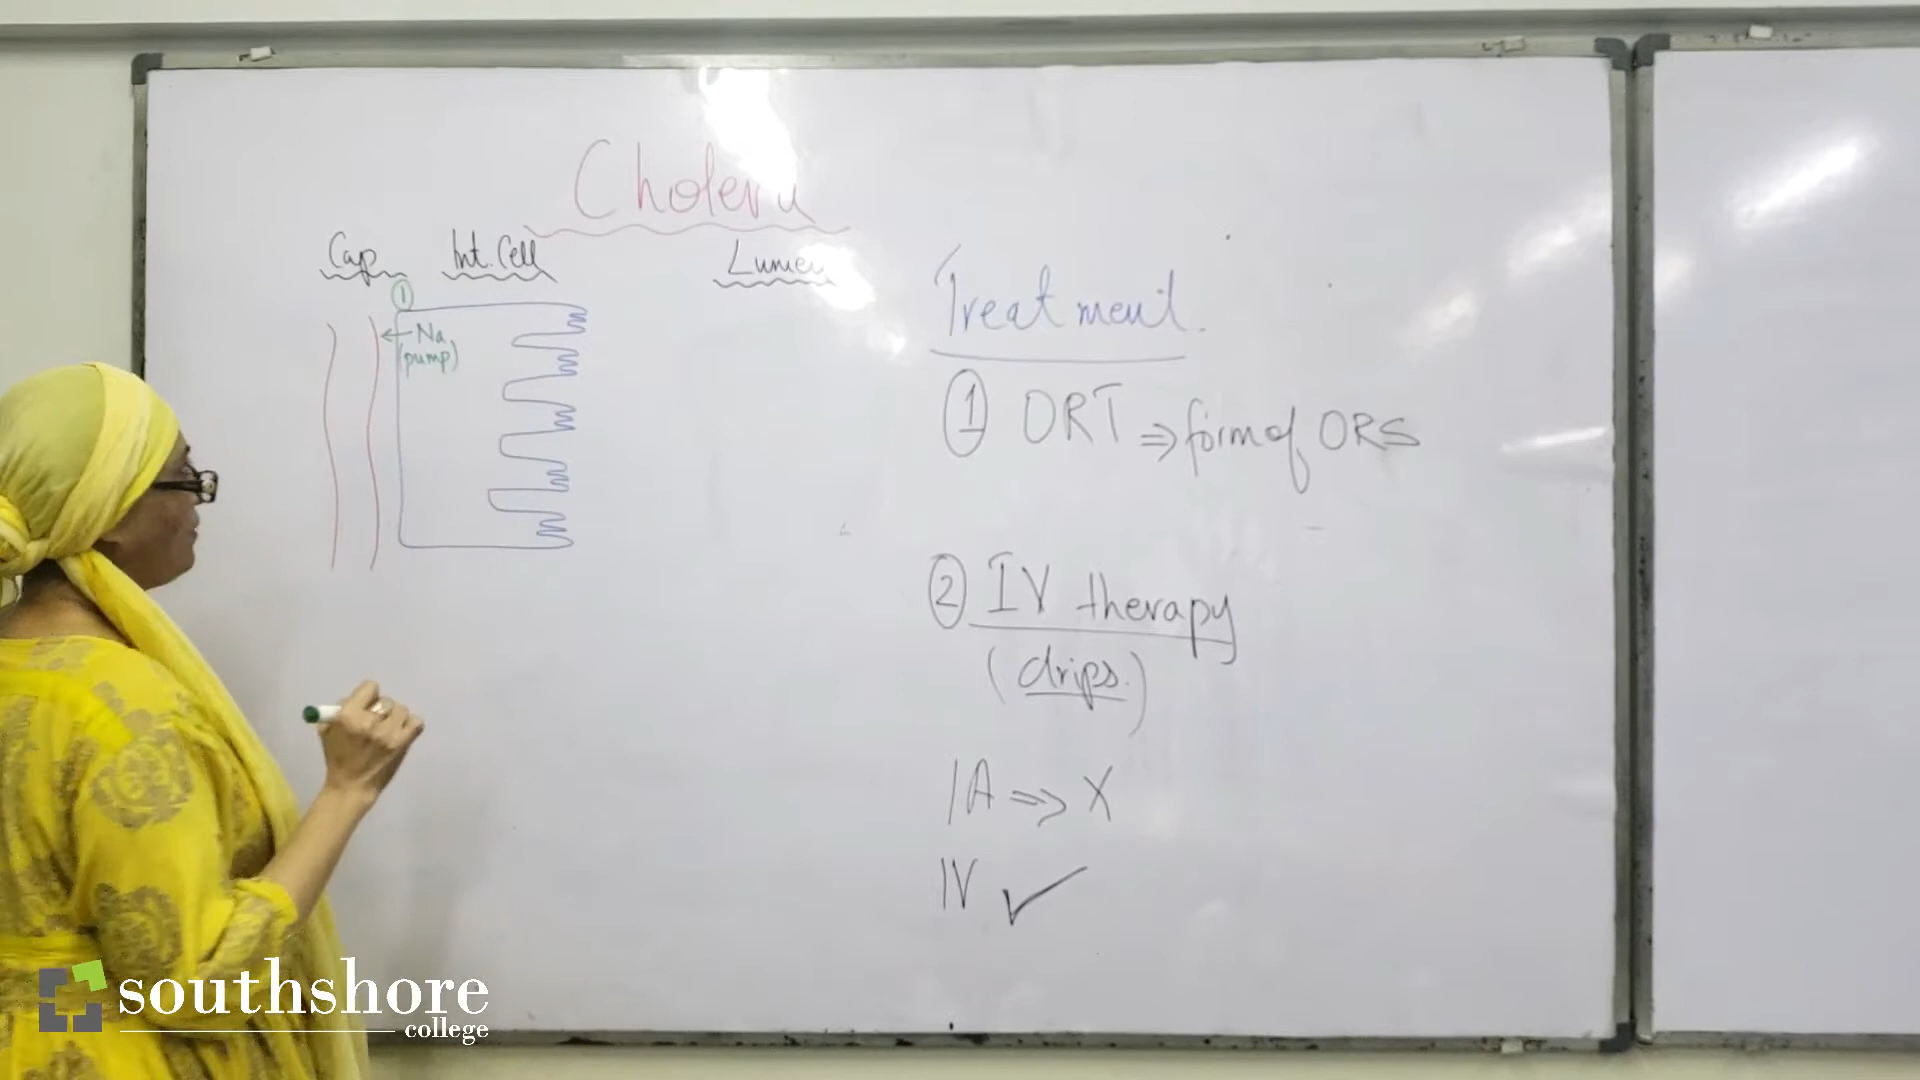 Cholera
Cap Int. Cell Lumen
①
← Na
(pump)
Treatment.
① ORT ⇒ form of ORS
② IV therapy
(drips.)
IA ⇒ X
IV ✓
southshore
college